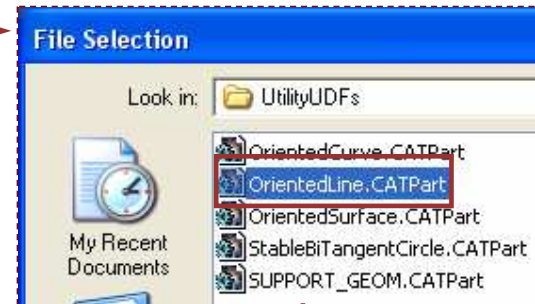 File Selection
Look in: UtilityUDFs
OrientedCurve.CATPart
OrientedLine.CATPart
OrientedSurface.CATPart
My Recent Documents
StableBiTangentCircle.CATPart
SUPPORT_GEOM.CATPart